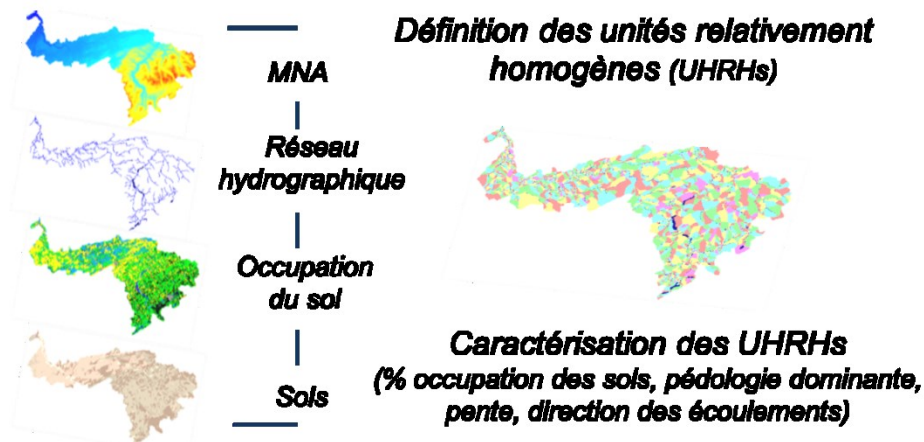 MNA
Réseau
hydrographique
Occupation
du sol
Sols
Définition des unités relativement
homogènes (UHRHs)
Caractérisation des UHRHs
(% occupation des sols, pédologie dominante,
pente, direction des écoulements)